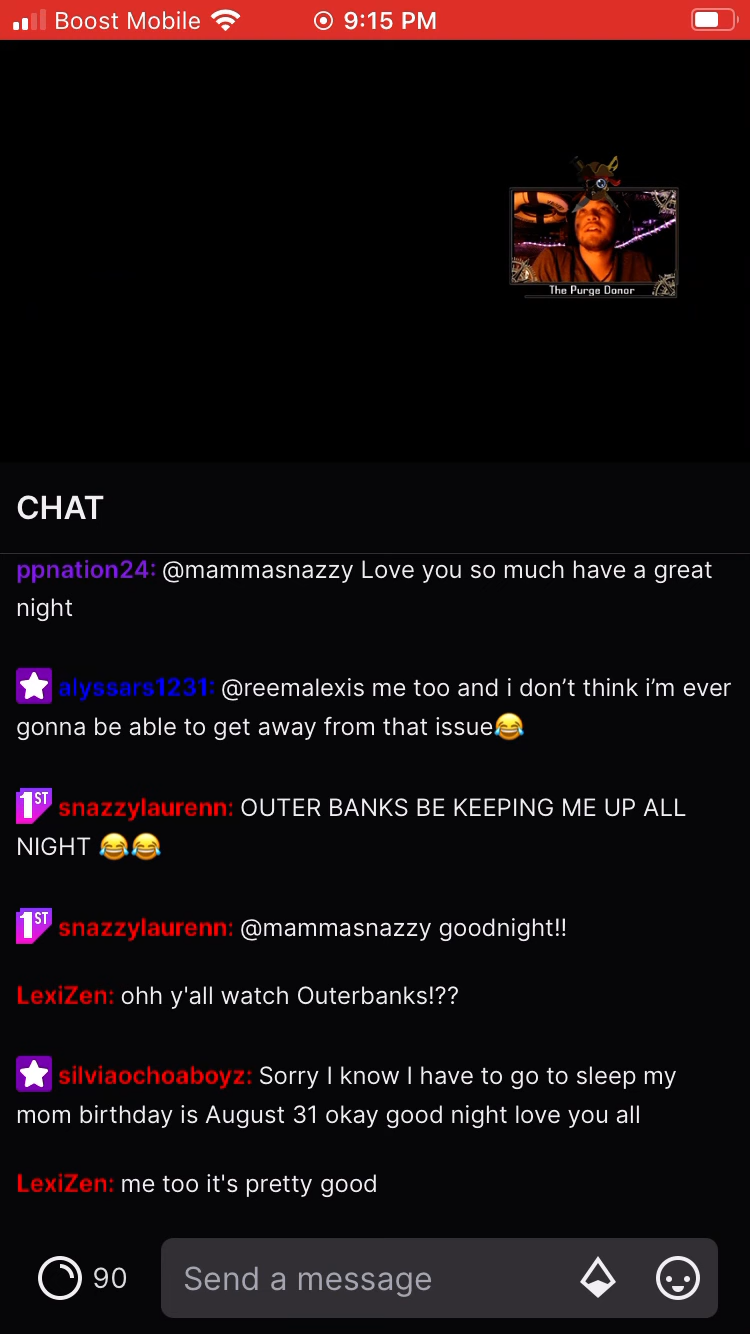 Boost Mobile 9:15 PM
The Purge Donor
CHAT
ppnation24: @mammasnazzy Love you so much have a great
night
alyssars1231: @reemalexis me too and i don’t think i’m ever
gonna be able to get away from that issue😂
1ST snazzylaurenn: OUTER BANKS BE KEEPING ME UP ALL
NIGHT 😂😂
1ST snazzylaurenn: @mammasnazzy goodnight!!
LexiZen: ohh y'all watch Outerbanks!??
silviaochoaboyz: Sorry I know I have to go to sleep my
mom birthday is August 31 okay good night love you all
LexiZen: me too it's pretty good
90 Send a message